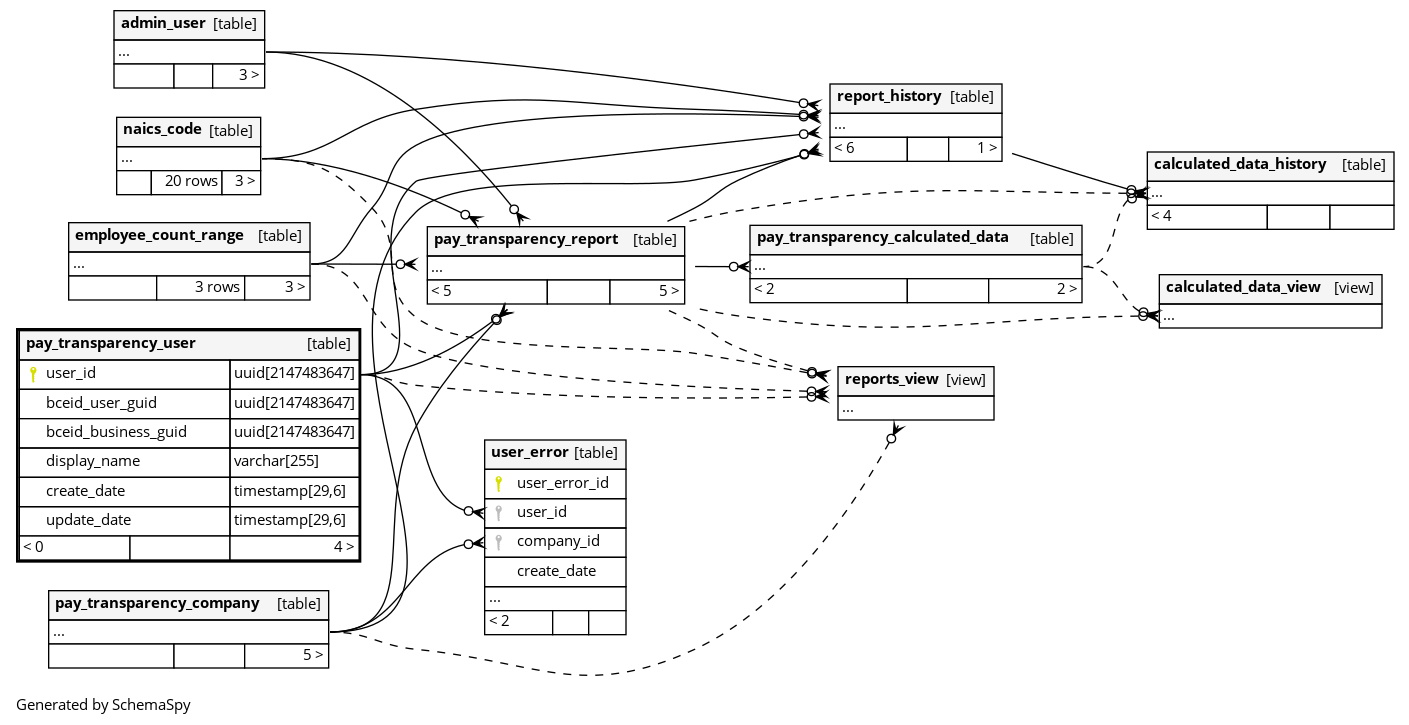 admin_user [table]
...
3 >
naics_code [table]
...
20 rows 3 >
employee_count_range [table]
...
3 rows 3 >
pay_transparency_user [table]
user_id uuid[2147483647]
bceid_user_guid uuid[2147483647]
bceid_business_guid uuid[2147483647]
display_name varchar[255]
create_date timestamp[29,6]
update_date timestamp[29,6]
< 0 4 >
pay_transparency_company [table]
...
5 >
pay_transparency_report [table]
...
< 5 5 >
user_error [table]
user_error_id
user_id
company_id
create_date
...
< 2
report_history [table]
...
< 6 1 >
pay_transparency_calculated_data [table]
...
< 2 2 >
reports_view [view]
...
calculated_data_history [table]
...
< 4
calculated_data_view [view]
...
Generated by SchemaSpy